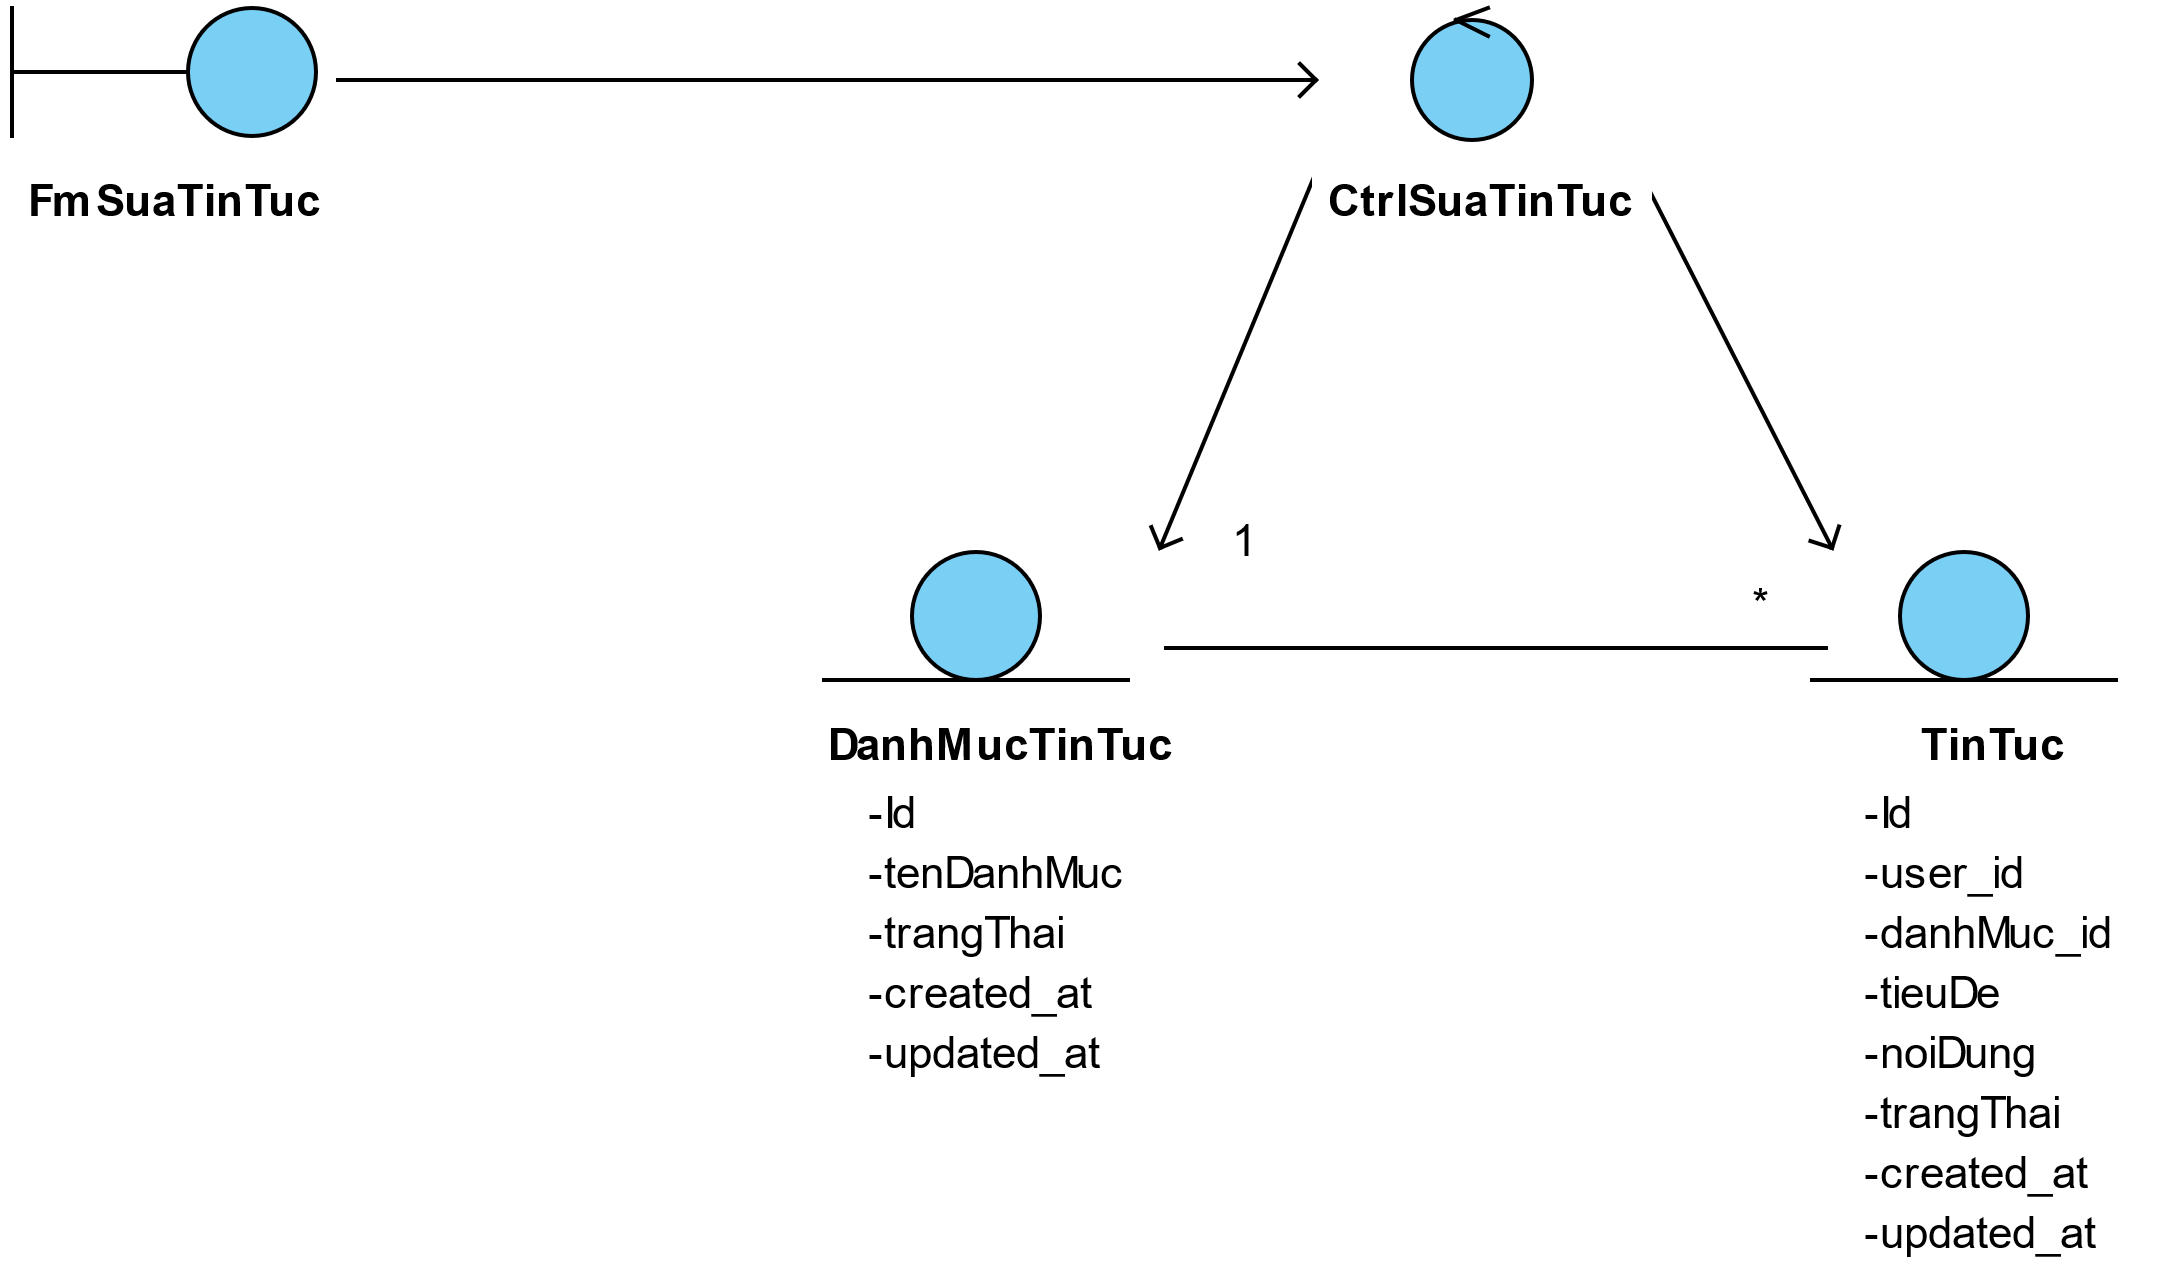 FmSuaTinTuc
CtrlSuaTinTuc
1
*
DanhMucTinTuc
-Id
-tenDanhMuc
-trangThai
-created_at
-updated_at
TinTuc
-Id
-user_id
-danhMuc_id
-tieuDe
-noiDung
-trangThai
-created_at
-updated_at